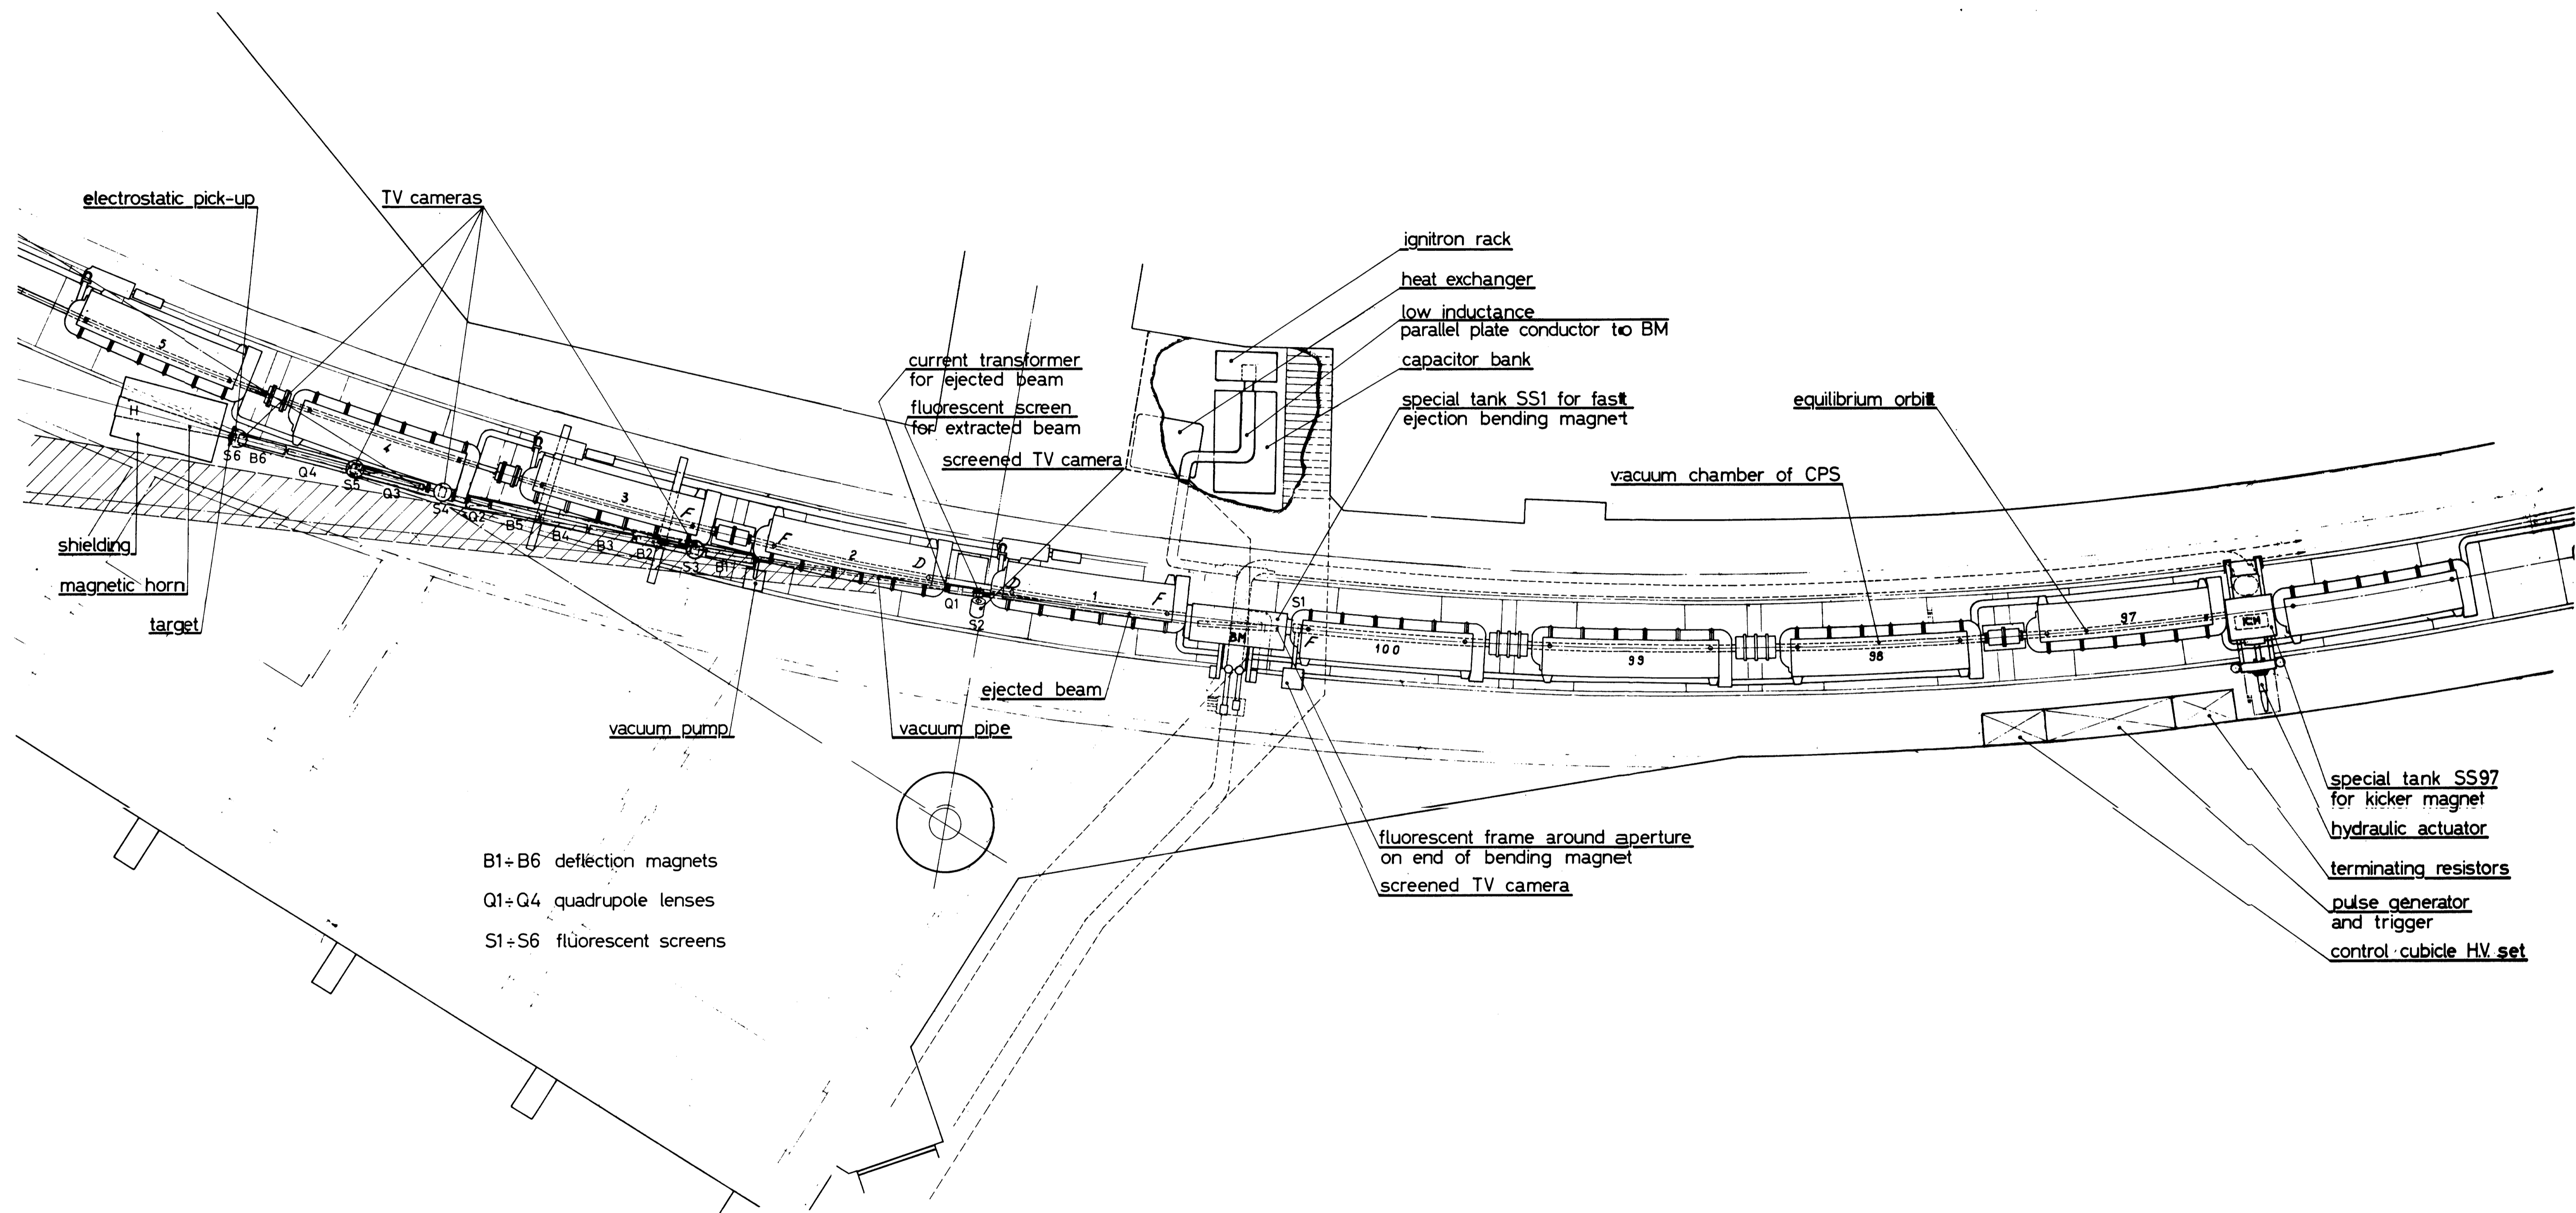 electrostatic pick-up
TV cameras
ignitron rack
heat exchanger
low inductance
parallel plate conductor to BM
capacitor bank
current transformer
for ejected beam
fluorescent screen
for extracted beam
screened TV camera
special tank SS1 for fast
ejection bending magnet
equilibrium orbit
vacuum chamber of CPS
5
4
3
F
F
2
D
D
1
F
BM
S1
F
100
99
98
97
KM
H
S6
B6
Q4
S5
Q3
S4
Q2
B5
B4
B3
B2
S3
B1
Q1
S2
shielding
magnetic horn
target
ejected beam
vacuum pump
vacuum pipe
special tank SS97
for kicker magnet
hydraulic actuator
terminating resistors
pulse generator
and trigger
control cubicle H.V. set
fluorescent frame around aperture
on end of bending magnet
screened TV camera
B1÷B6 deflection magnets
Q1÷Q4 quadrupole lenses
S1÷S6 fluorescent screens